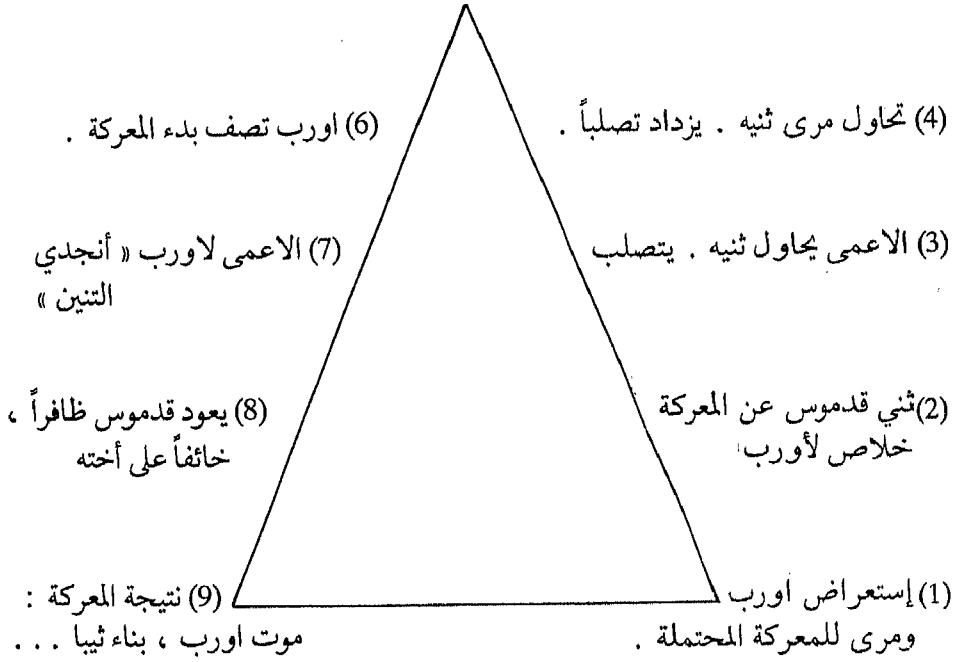 (4) تحاول مرى ثنيه . يزداد تصلباً .
(6) اورب تصف بدء المعركة .
(3) الاعمى يحاول ثنيه . يتصلب
(7) الاعمى لاورب « أنجدي
التنين »
(2) ثني قدموس عن المعركة
خلاص لأورب
(8) يعود قدموس ظافراً ،
خائفاً على أخته
(1) إستعراض اورب
ومرى للمعركة المحتملة .
(9) نتيجة المعركة :
موت اورب ، بناء ثيبا . . .